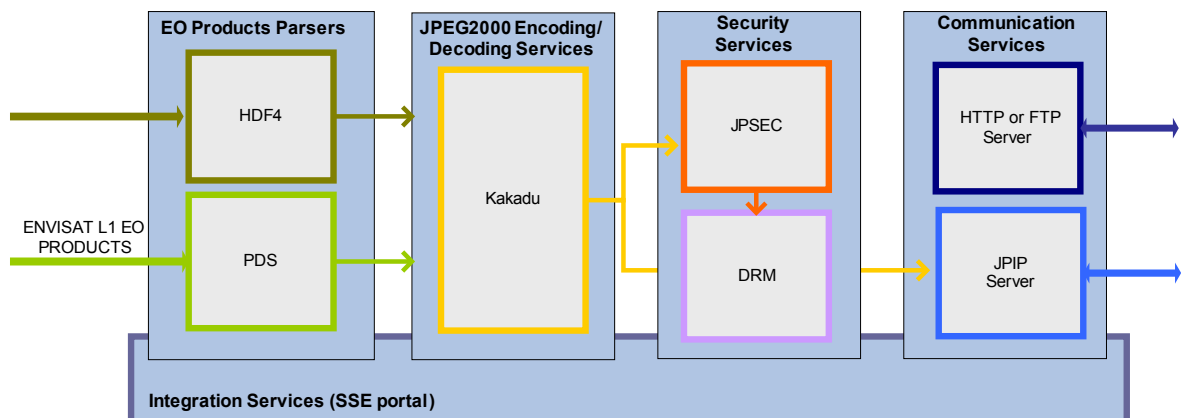 EO Products Parsers
JPEG2000 Encoding/
Decoding Services
Security
Services
Communication
Services
HDF4
JPSEC
HTTP or FTP
Server
Kakadu
ENVISAT L1 EO
PRODUCTS
PDS
DRM
JPIP
Server
Integration Services (SSE portal)